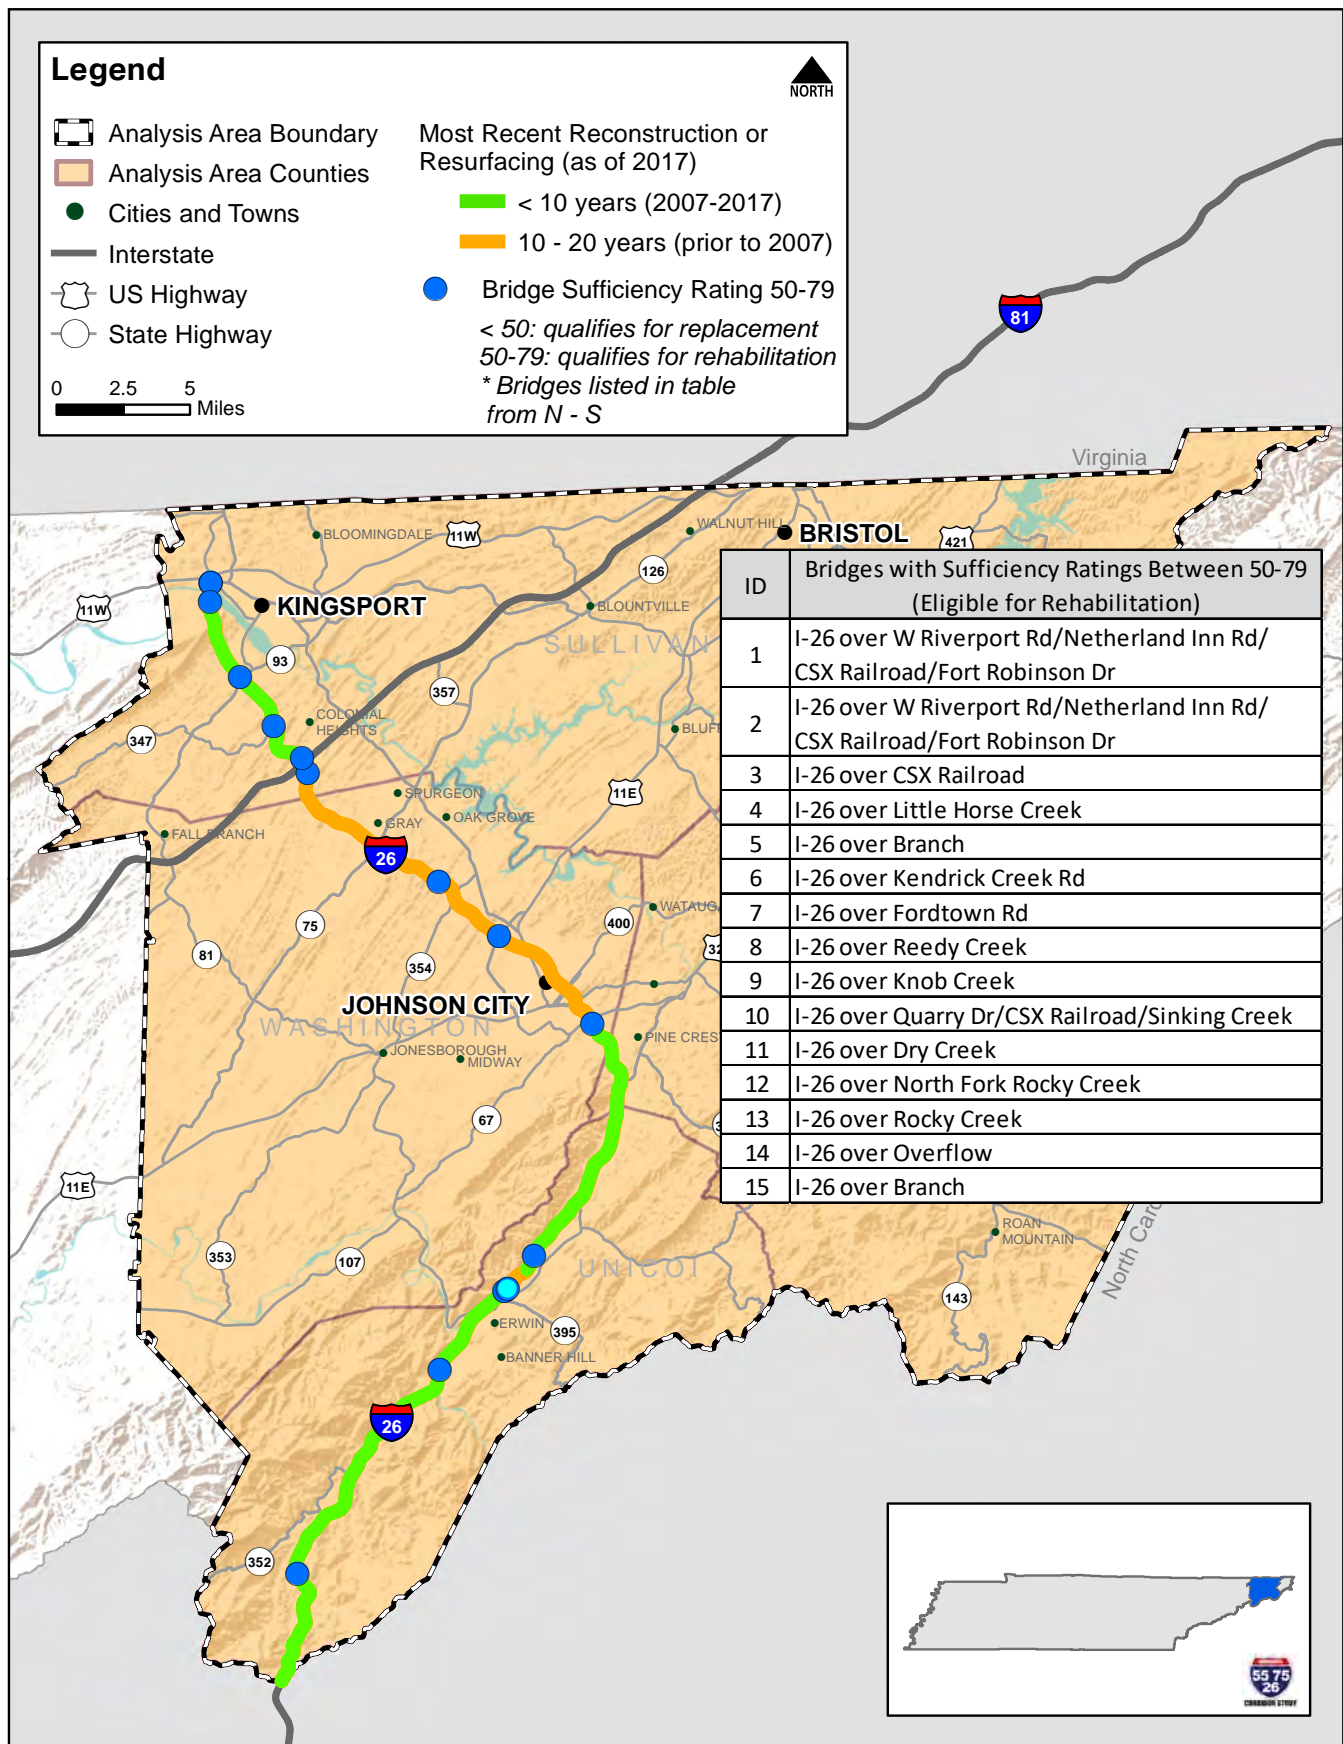 Legend
NORTH
Analysis Area Boundary
Analysis Area Counties
Cities and Towns
Interstate
US Highway
State Highway
0 2.5 5
Miles
Most Recent Reconstruction or
Resurfacing (as of 2017)
< 10 years (2007-2017)
10 - 20 years (prior to 2007)
Bridge Sufficiency Rating 50-79
< 50: qualifies for replacement
50-79: qualifies for rehabilitation
* Bridges listed in table
from N - S
81
Virginia
BLOOMINGDALE
11W
WALNUT HILL
BRISTOL
421
126
11W
KINGSPORT
BLOUNTVILLE
SULLIVAN
93
357
COLONIAL
HEIGHTS
347
BLUFF
11E
SPURGEON
OAK GROVE
GRAY
FALL BRANCH
26
WATAUGA
400
75
81
354
32
JOHNSON CITY
WASHINGTON
PINE CREST
JONESBOROUGH
MIDWAY
67
3
11E
353
107
UNICOI
ROAN
MOUNTAIN
143
North Caro
ERWIN
395
BANNER HILL
26
352
ID
Bridges with Sufficiency Ratings Between 50-79
(Eligible for Rehabilitation)
1 I-26 over W Riverport Rd/Netherland Inn Rd/
CSX Railroad/Fort Robinson Dr
2 I-26 over W Riverport Rd/Netherland Inn Rd/
CSX Railroad/Fort Robinson Dr
3 I-26 over CSX Railroad
4 I-26 over Little Horse Creek
5 I-26 over Branch
6 I-26 over Kendrick Creek Rd
7 I-26 over Fordtown Rd
8 I-26 over Reedy Creek
9 I-26 over Knob Creek
10 I-26 over Quarry Dr/CSX Railroad/Sinking Creek
11 I-26 over Dry Creek
12 I-26 over North Fork Rocky Creek
13 I-26 over Rocky Creek
14 I-26 over Overflow
15 I-26 over Branch
55 75
26
CORRIDOR STUDY